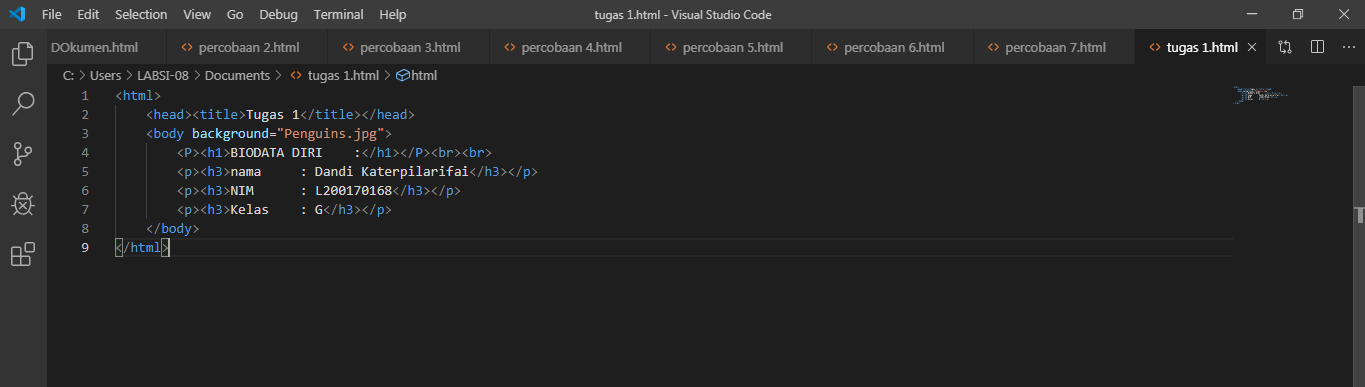 File Edit Selection View Go Debug Terminal Help tugas 1.html - Visual Studio Code
DOkumen.html percobaan 2.html percobaan 3.html percobaan 4.html percobaan 5.html percobaan 6.html percobaan 7.html tugas 1.html
C: > Users > LABSI-08 > Documents > tugas 1.html > html
1 <html>
2     <head><title>Tugas 1</title></head>
3     <body background="Penguins.jpg">
4         <P><h1>BIODATA DIRI    :</h1></P><br><br>
5         <p><h3>nama     : Dandi Katerpilarifai</h3></p>
6         <p><h3>NIM      : L200170168</h3></p>
7         <p><h3>Kelas    : G</h3></p>
8     </body>
9 </html>